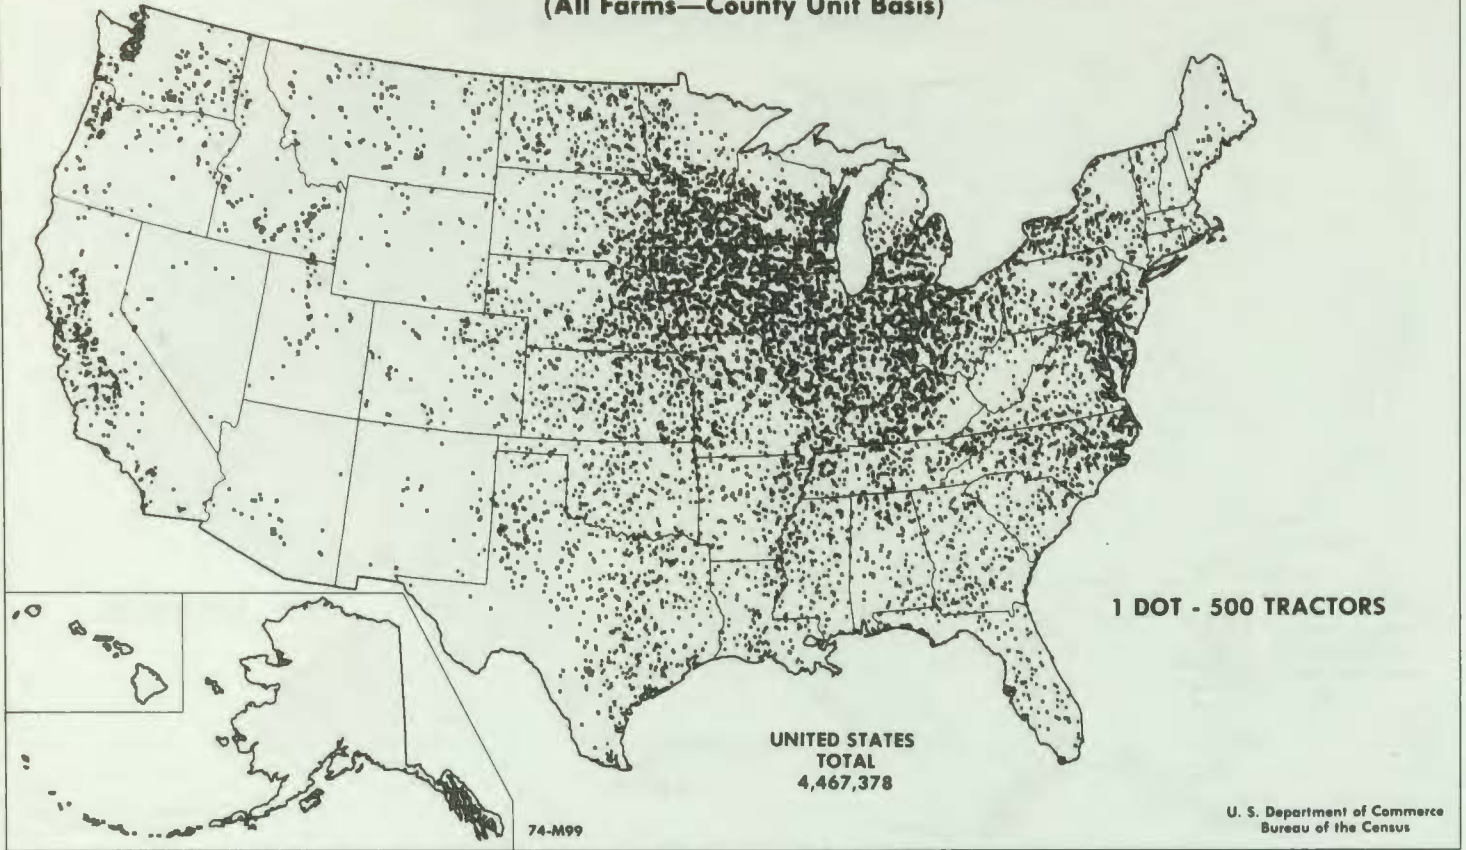 (All Farms—County Unit Basis)
1 DOT - 500 TRACTORS
UNITED STATES
TOTAL
4,467,378
74-M99
U. S. Department of Commerce
Bureau of the Census